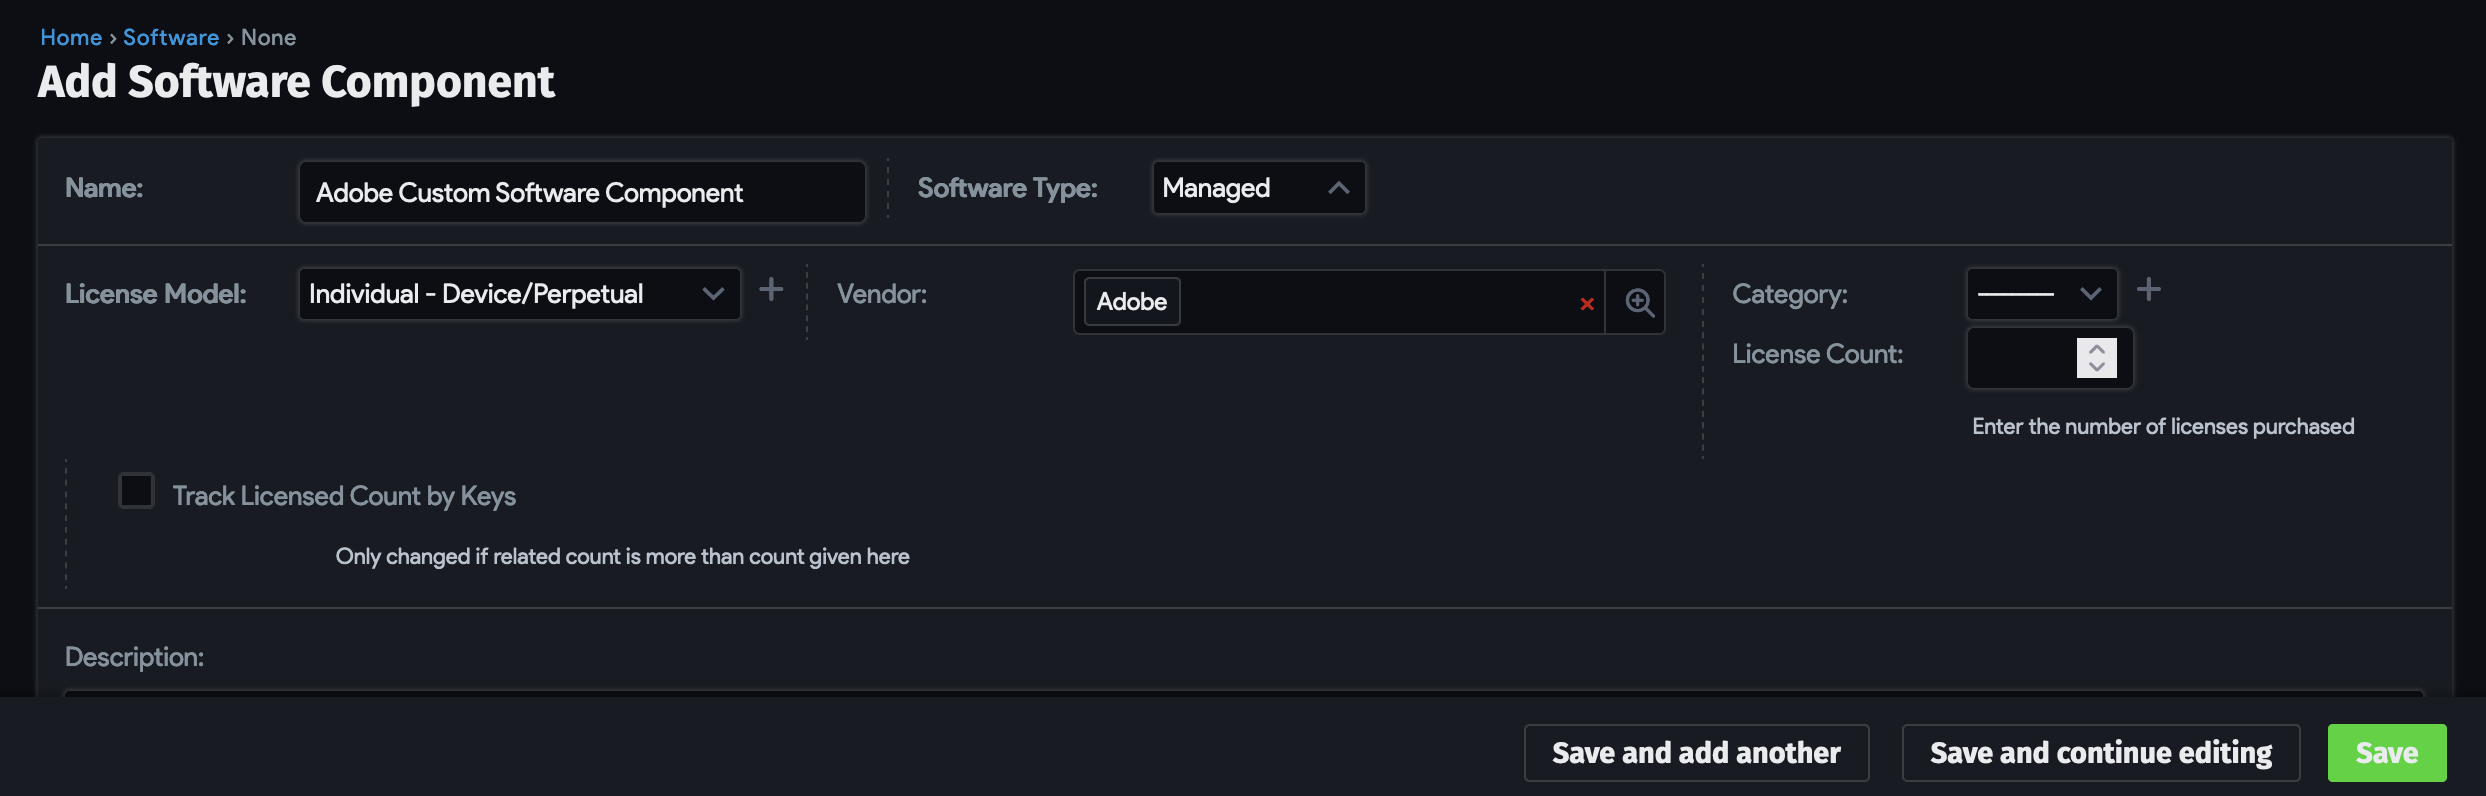 Home › Software › None
Add Software Component
Name: Adobe Custom Software Component Software Type: Managed
License Model: Individual - Device/Perpetual + Vendor: Adobe × Category: --------- +
License Count:
Enter the number of licenses purchased
Track Licensed Count by Keys
Only changed if related count is more than count given here
Description:
Save and add another Save and continue editing Save